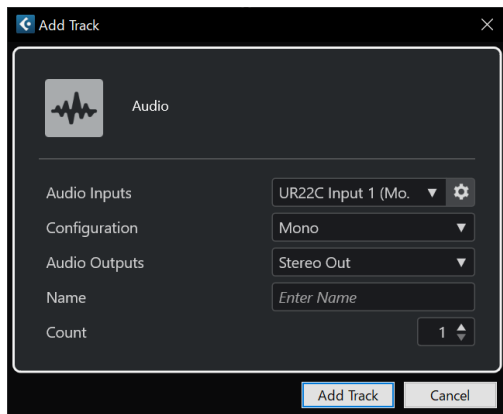 Add Track
Audio
Audio Inputs UR22C Input 1 (Mo.
Configuration Mono
Audio Outputs Stereo Out
Name Enter Name
Count 1
Add Track Cancel